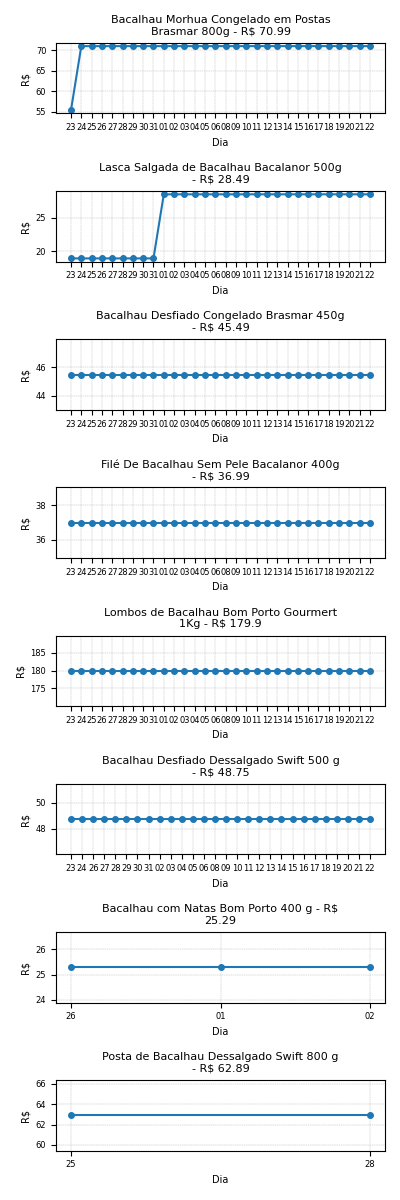 Bacalhau Morhua Congelado em Postas
Brasmar 800g - R$ 70.99
70
65
60
55
R$
23 24 25 26 27 28 29 30 31 01 02 03 04 05 06 08 09 10 11 12 13 14 15 16 17 18 19 20 21 22
Dia
Lasca Salgada de Bacalhau Bacalanor 500g
- R$ 28.49
25
20
R$
23 24 25 26 27 28 29 30 31 01 02 03 04 05 06 08 09 10 11 12 13 14 15 16 17 18 19 20 21 22
Dia
Bacalhau Desfiado Congelado Brasmar 450g
- R$ 45.49
46
44
R$
23 24 25 26 27 28 29 30 31 01 02 03 04 05 06 08 09 10 11 12 13 14 15 16 17 18 19 20 21 22
Dia
Filé De Bacalhau Sem Pele Bacalanor 400g
- R$ 36.99
38
36
R$
23 24 25 26 27 28 29 30 31 01 02 03 04 05 06 08 09 10 11 12 13 14 15 16 17 18 19 20 21 22
Dia
Lombos de Bacalhau Bom Porto Gourmert
1Kg - R$ 179.9
185
180
175
R$
23 24 25 26 27 28 29 30 31 01 02 03 04 05 06 08 09 10 11 12 13 14 15 16 17 18 19 20 21 22
Dia
Bacalhau Desfiado Dessalgado Swift 500 g
- R$ 48.75
50
48
R$
23 24 26 27 28 29 30 31 02 03 04 05 06 08 09 10 11 12 13 14 15 16 17 18 19 20 21 22
Dia
Bacalhau com Natas Bom Porto 400 g - R$
25.29
26
25
24
R$
26 01 02
Dia
Posta de Bacalhau Dessalgado Swift 800 g
- R$ 62.89
66
64
62
60
R$
25 28
Dia